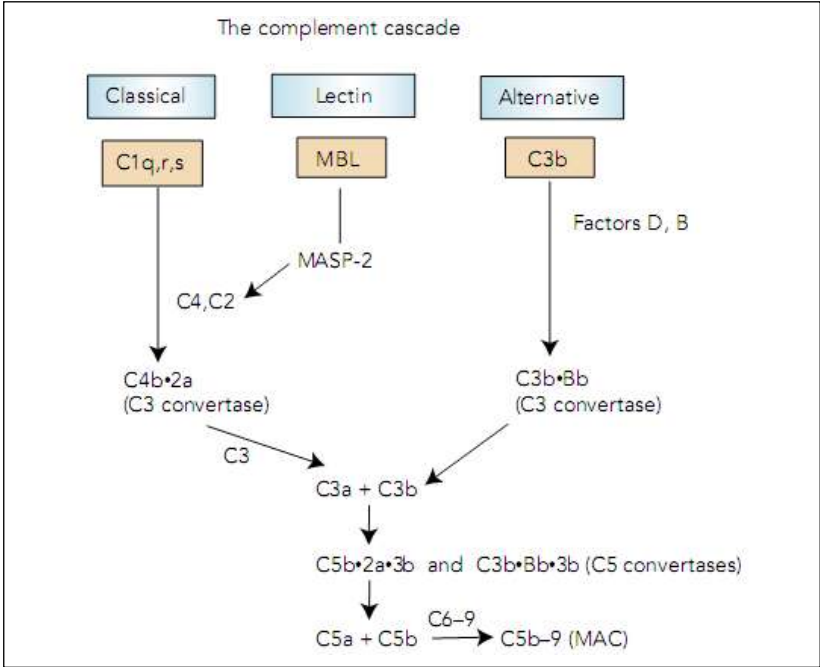 The complement cascade
Classical
Lectin
Alternative
C1q,r,s
MBL
C3b
Factors D, B
MASP-2
C4,C2
C4b•2a
(C3 convertase)
C3b•Bb
(C3 convertase)
C3
C3a + C3b
C5b•2a•3b and C3b•Bb•3b (C5 convertases)
C6–9
C5a + C5b
C5b–9 (MAC)